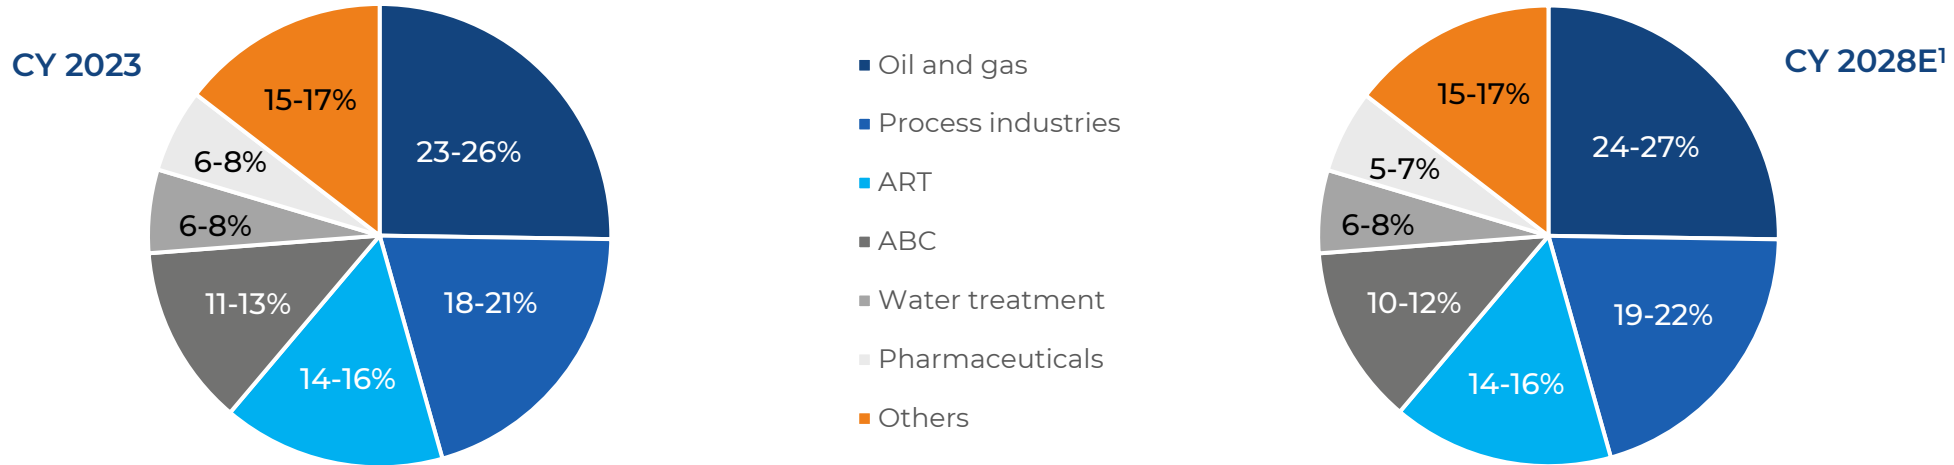 CY 2023
15-17%
23-26%
6-8%
6-8%
11-13%
18-21%
14-16%
Oil and gas
Process industries
ART
ABC
Water treatment
Pharmaceuticals
Others
CY 2028E¹
15-17%
24-27%
5-7%
6-8%
10-12%
19-22%
14-16%